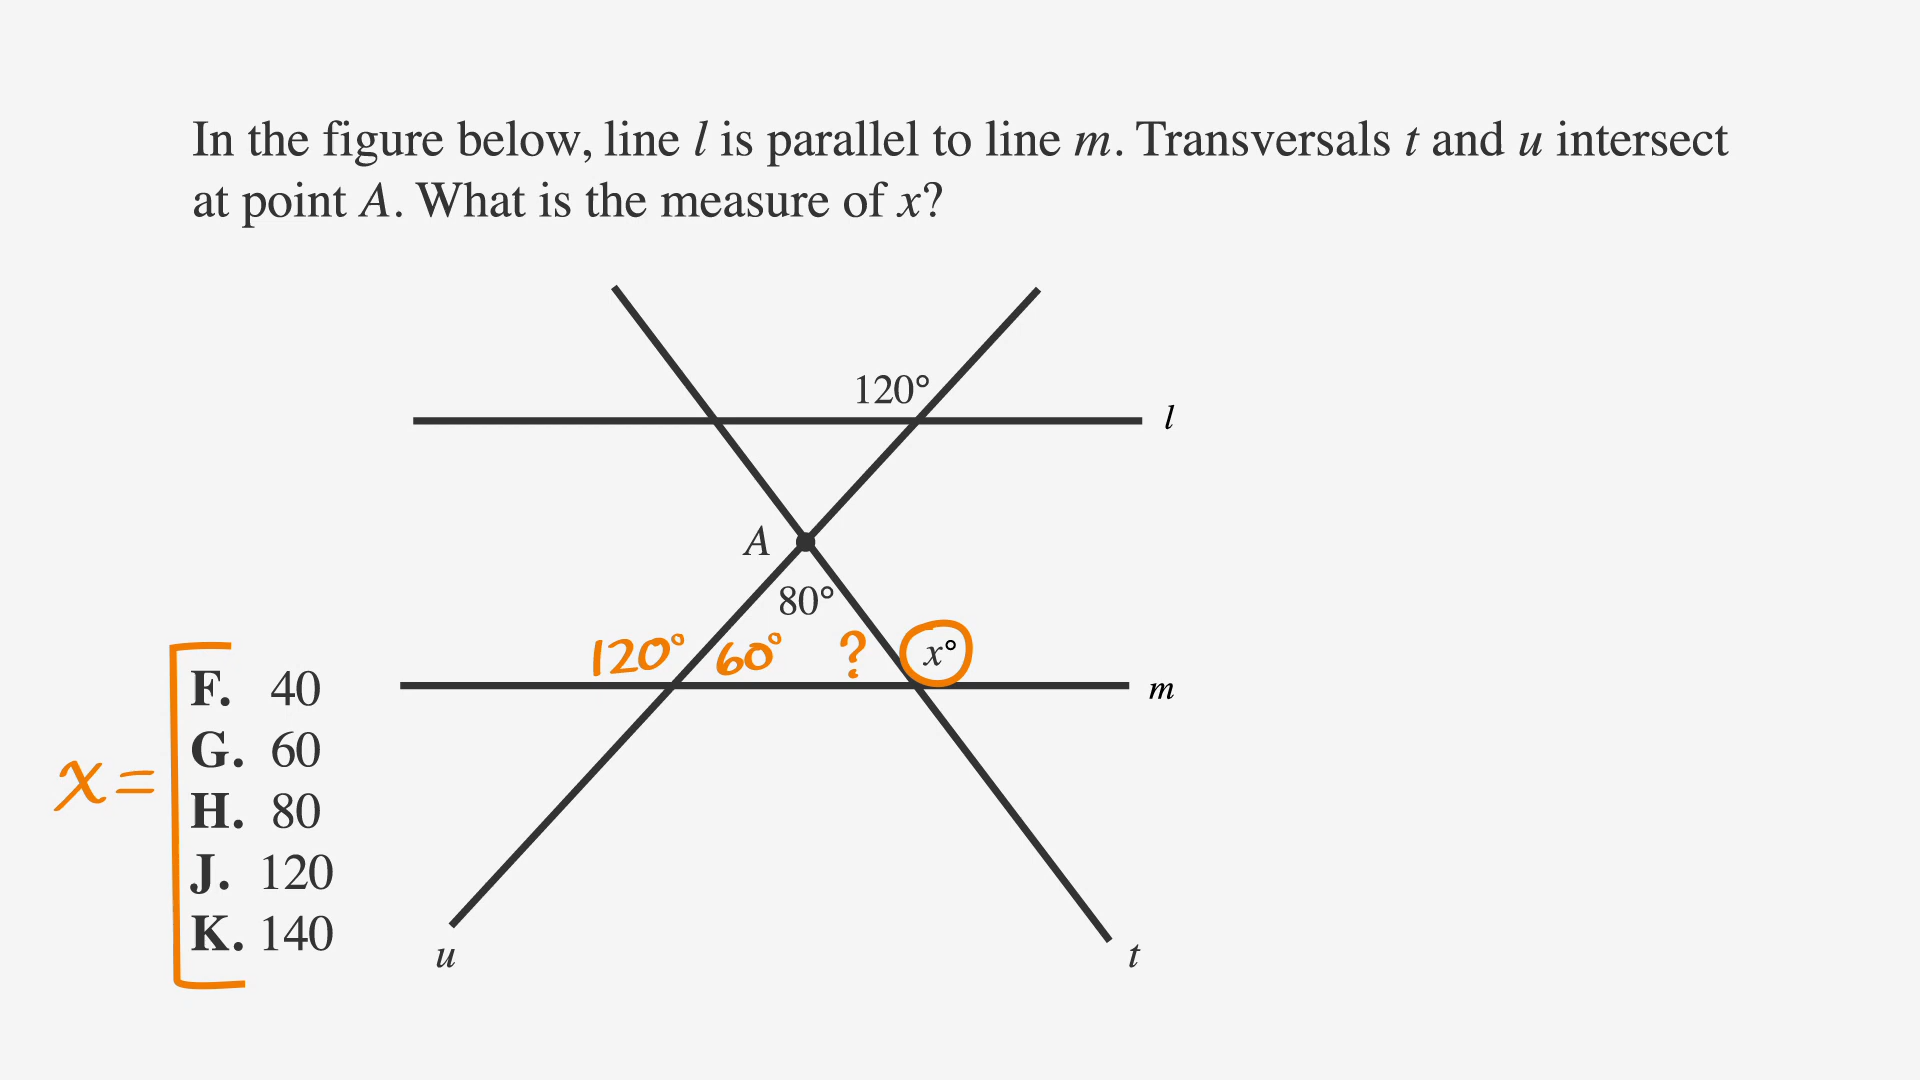 In the figure below, line l is parallel to line m. Transversals t and u intersect
at point A. What is the measure of x?
120°
l
A
80°
120° 60° ? x°
m
x=
F. 40
G. 60
H. 80
J. 120
K. 140
u
t